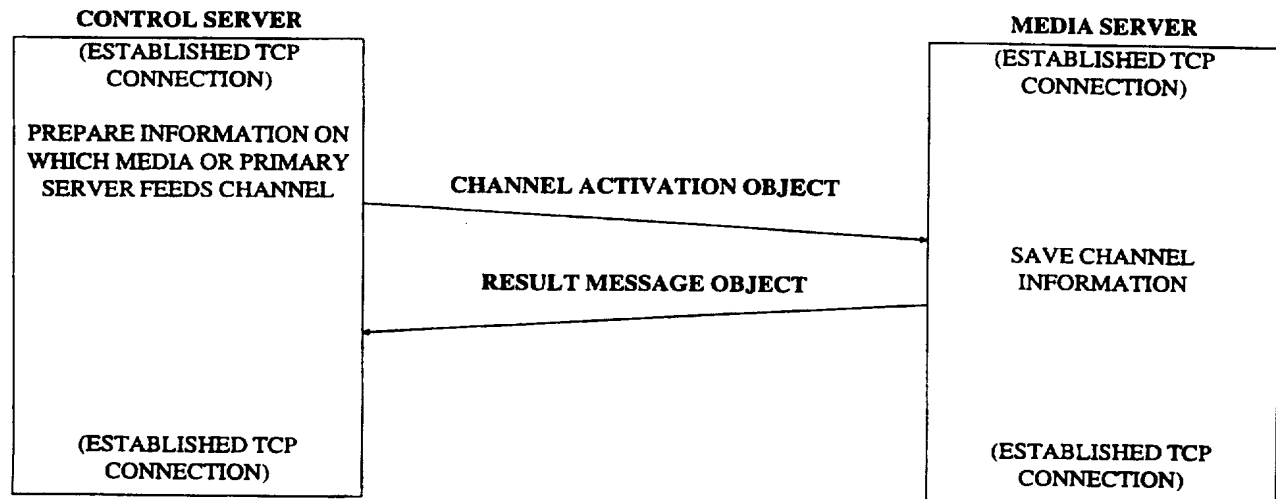 CONTROL SERVER
(ESTABLISHED TCP
CONNECTION)
PREPARE INFORMATION ON
WHICH MEDIA OR PRIMARY
SERVER FEEDS CHANNEL
(ESTABLISHED TCP
CONNECTION)
CHANNEL ACTIVATION OBJECT
RESULT MESSAGE OBJECT
MEDIA SERVER
(ESTABLISHED TCP
CONNECTION)
SAVE CHANNEL
INFORMATION
(ESTABLISHED TCP
CONNECTION)